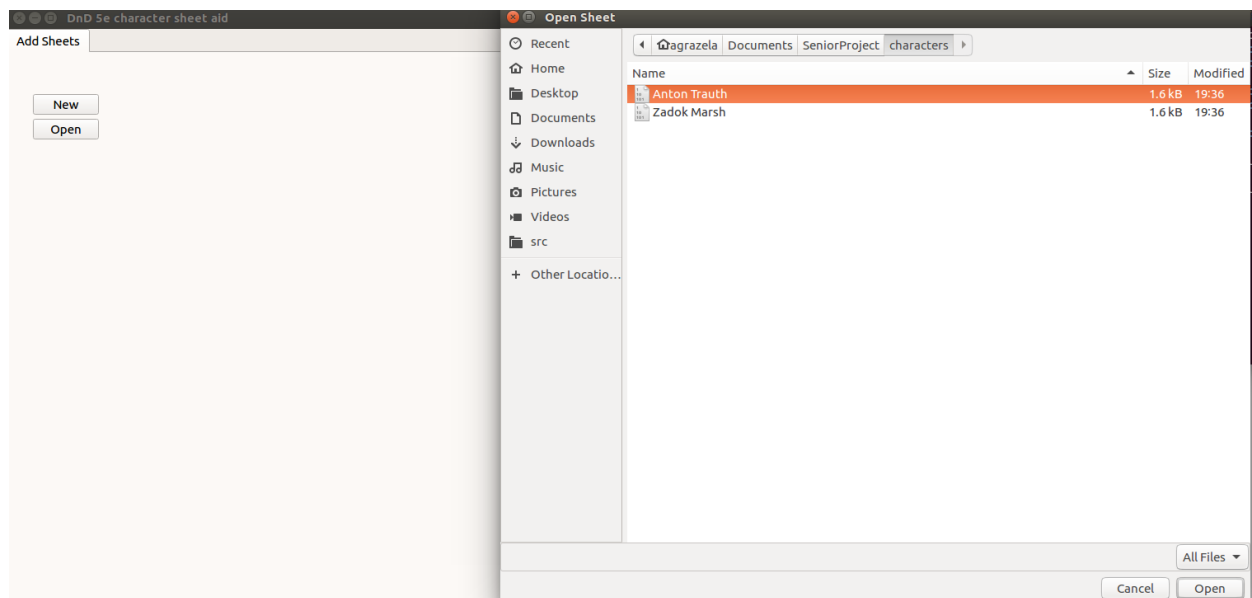 DnD 5e character sheet aid
Add Sheets
New
Open
Open Sheet
Recent
Home
Desktop
Documents
Downloads
Music
Pictures
Videos
src
+ Other Locatio...
agrazela Documents SeniorProject characters
Name Size Modified
Anton Trauth 1.6 kB 19:36
Zadok Marsh 1.6 kB 19:36
All Files
Cancel Open